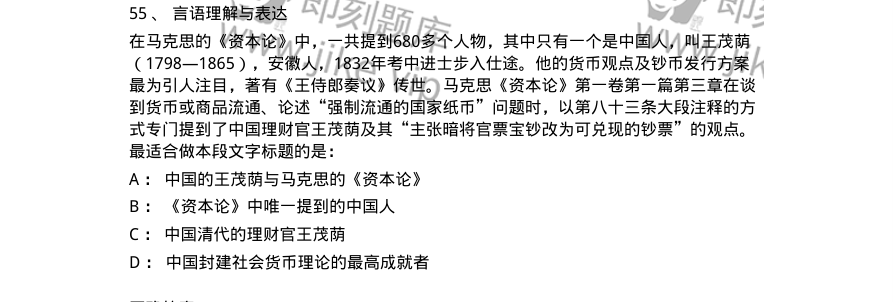 55 、 言语理解与表达
即刻题库
在马克思的《资本论》中，一共提到680多个人物，其中只有一个是中国人，叫王茂荫
（1798—1865），安徽人，1832年考中进士步入仕途。他的货币观点及钞币发行方案
最为引人注目，著有《王侍郎奏议》传世。马克思《资本论》第一卷第一篇第三章在谈
到货币或商品流通、论述“强制流通的国家纸币”问题时，以第八十三条大段注释的方
式专门提到了中国理财官王茂荫及其“主张暗将官票宝钞改为可兑现的钞票”的观点。
最适合做本段文字标题的是：
A ： 中国的王茂荫与马克思的《资本论》
B ： 《资本论》中唯一提到的中国人
C ： 中国清代的理财官王茂荫
D ： 中国封建社会货币理论的最高成就者